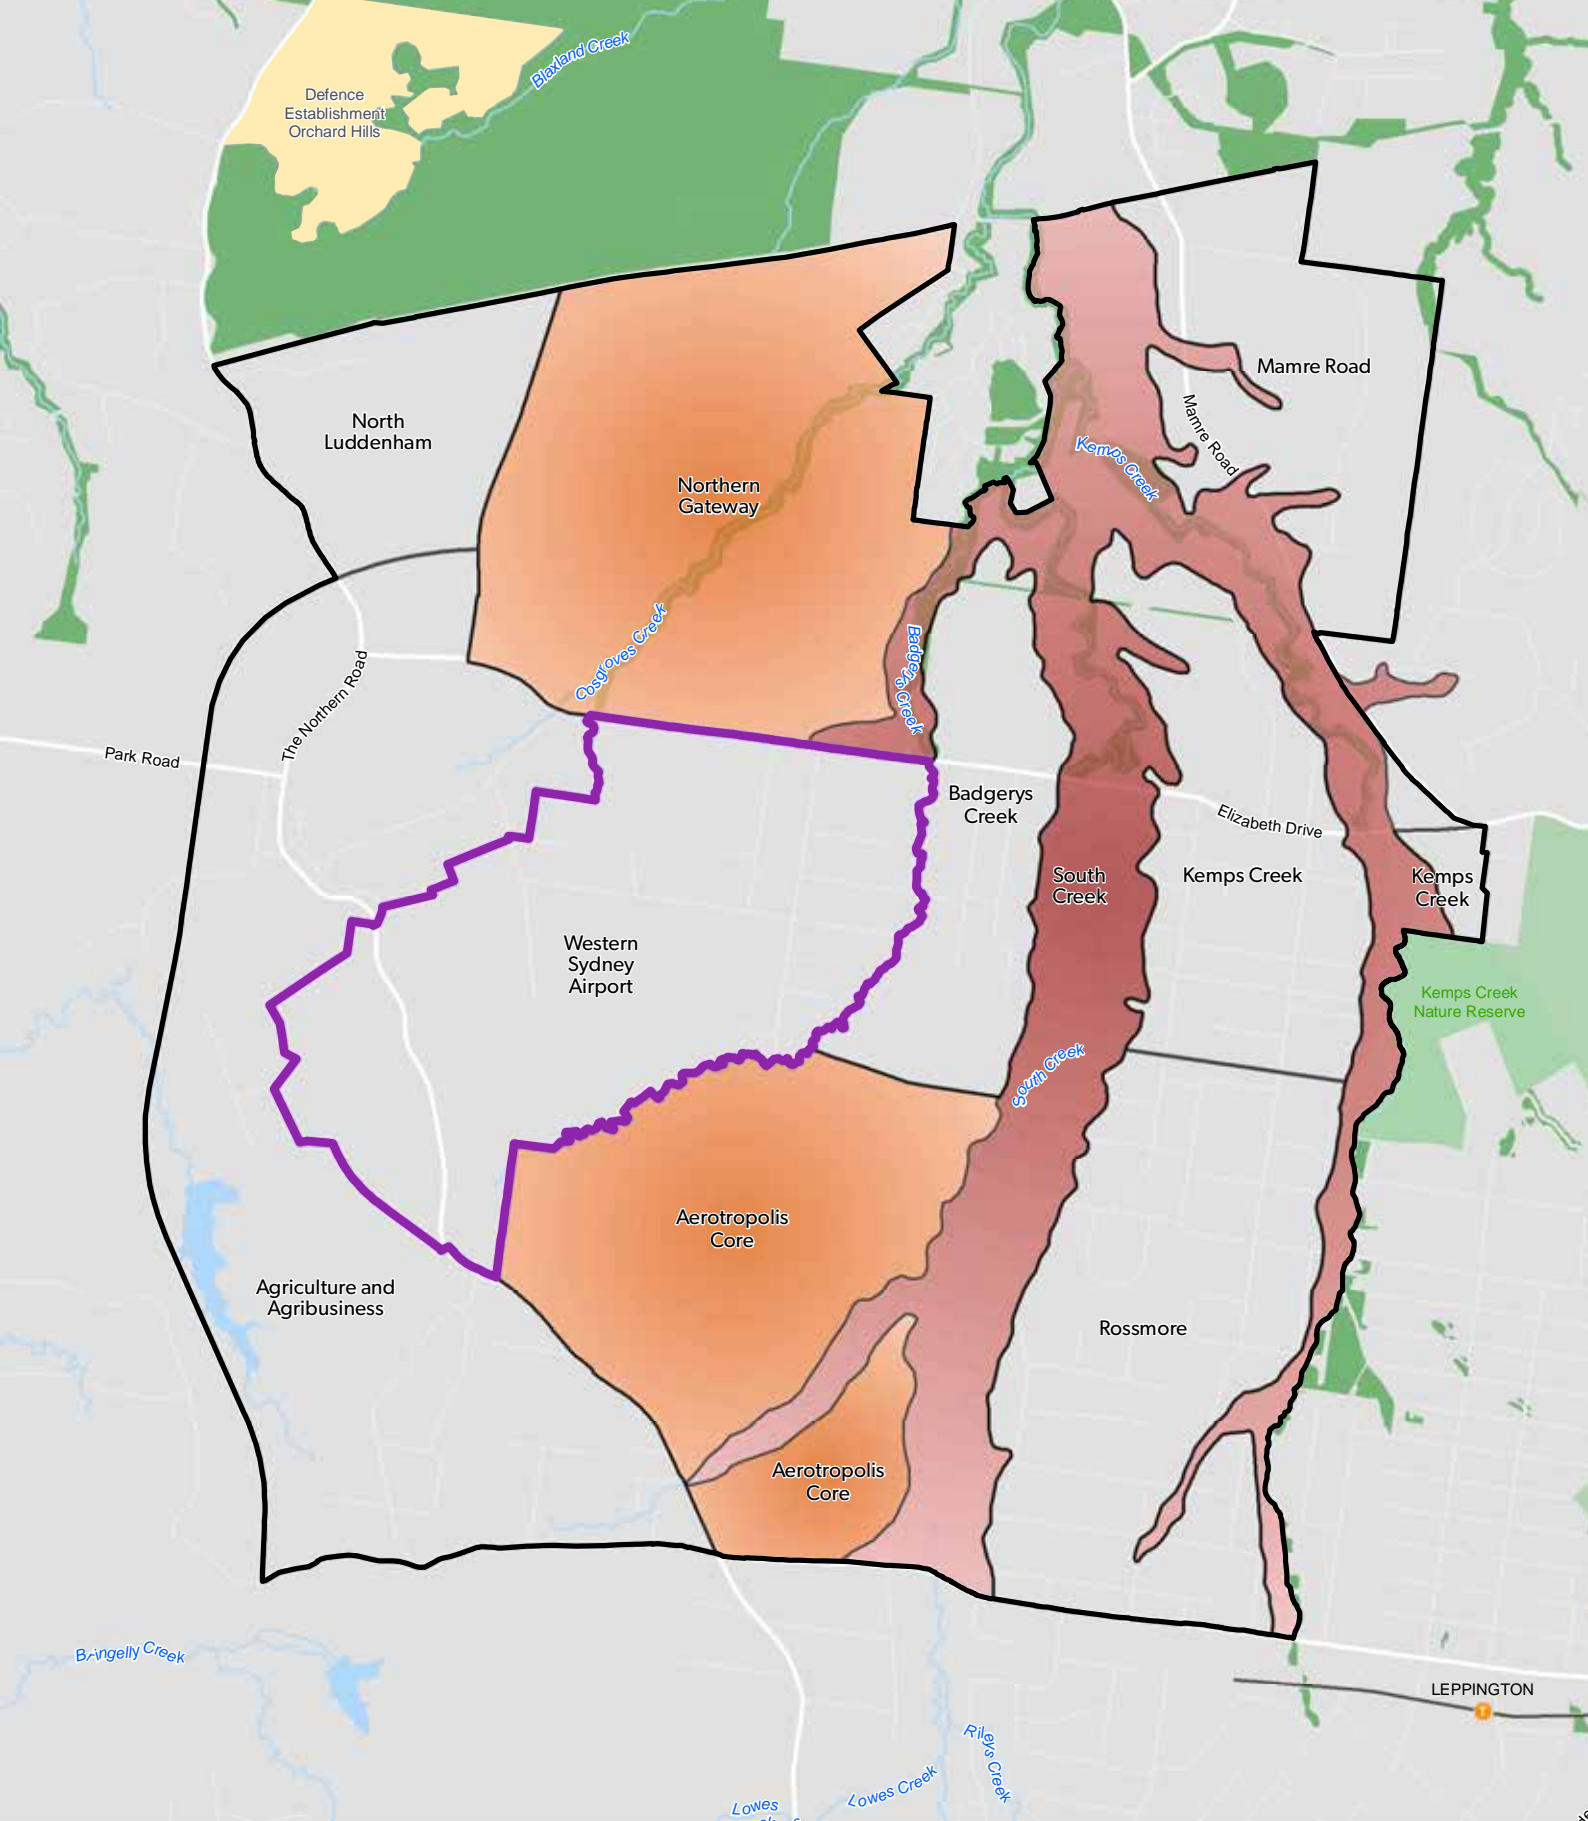 Blaxland Creek
Defence
Establishment
Orchard Hills
Mamre Road
North
Luddenham
Mamre Road
Kemps Creek
Northern
Gateway
Cosgroves Creek
Badgerys Creek
The Northern Road
Park Road
Badgerys
Creek
Elizabeth Drive
South
Creek
Kemps Creek
Kemps
Creek
Western
Sydney
Airport
Kemps Creek
Nature Reserve
South Creek
Aerotropolis
Core
Agriculture and
Agribusiness
Rossmore
Aerotropolis
Core
Bringelly Creek
LEPPINGTON
T
Rileys Creek
Lowes Creek
Lowes